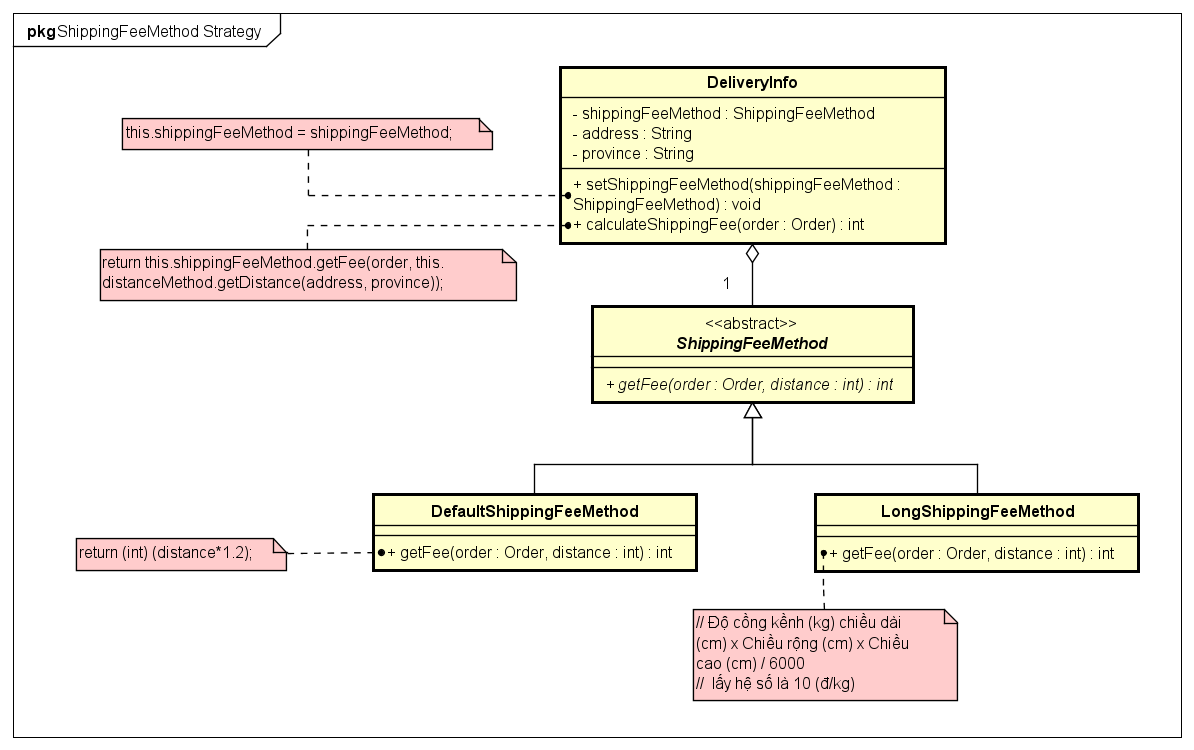 pkg ShippingFeeMethod Strategy
DeliveryInfo
- shippingFeeMethod : ShippingFeeMethod
- address : String
- province : String
+ setShippingFeeMethod(shippingFeeMethod :
ShippingFeeMethod) : void
+ calculateShippingFee(order : Order) : int
this.shippingFeeMethod = shippingFeeMethod;
return this.shippingFeeMethod.getFee(order, this.
distanceMethod.getDistance(address, province));
1
<<abstract>>
ShippingFeeMethod
+ getFee(order : Order, distance : int) : int
DefaultShippingFeeMethod
+ getFee(order : Order, distance : int) : int
return (int) (distance*1.2);
LongShippingFeeMethod
+ getFee(order : Order, distance : int) : int
// Độ cồng kềnh (kg) chiều dài
(cm) x Chiều rộng (cm) x Chiều
cao (cm) / 6000
// lấy hệ số là 10 (đ/kg)